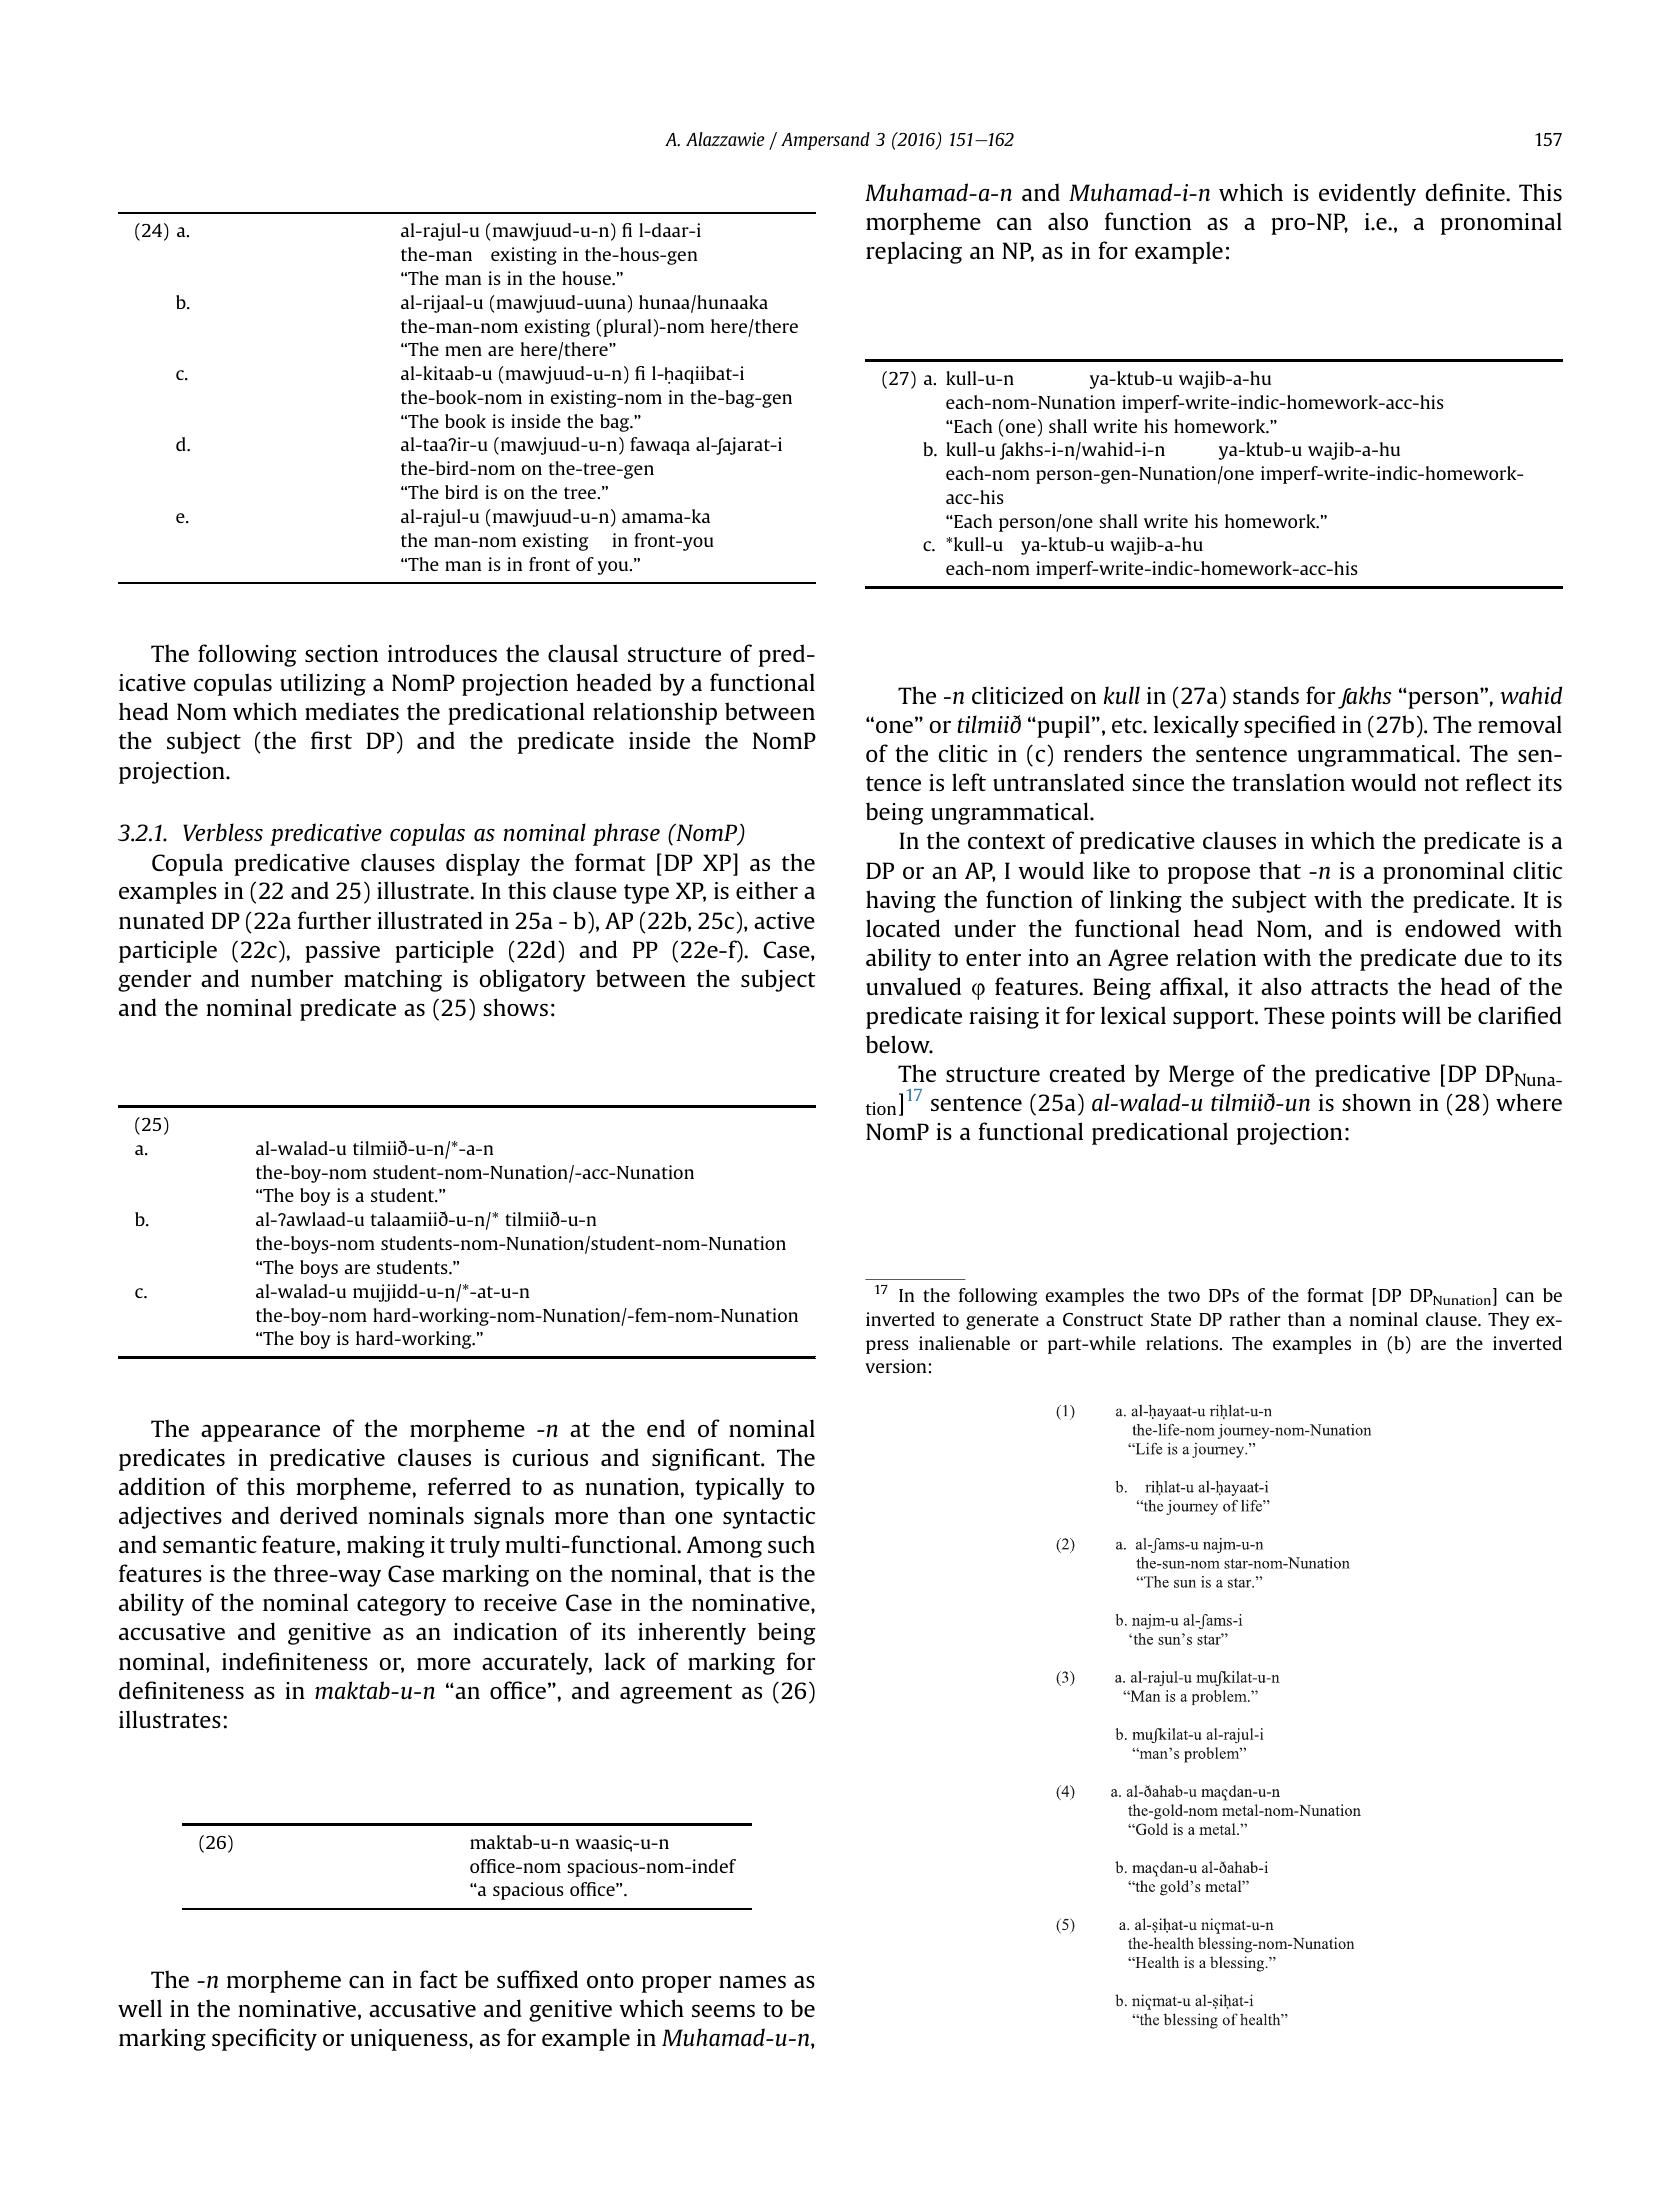 A. Alazzawie / Ampersand 3 (2016) 151–162
157
(24) a. al-rajul-u (mawjuud-u-n) fi l-daar-i
the-man existing in the-hous-gen
“The man is in the house.”
b. al-rijaal-u (mawjuud-uuna) hunaa/hunaaka
the-man-nom existing (plural)-nom here/there
“The men are here/there”
c. al-kitaab-u (mawjuud-u-n) fi l-ḥaqiibat-i
the-book-nom in existing-nom in the-bag-gen
“The book is inside the bag.”
d. al-taaʔir-u (mawjuud-u-n) fawaqa al-ʃajarat-i
the-bird-nom on the-tree-gen
“The bird is on the tree.”
e. al-rajul-u (mawjuud-u-n) amama-ka
the man-nom existing in front-you
“The man is in front of you.”
The following section introduces the clausal structure of pred-
icative copulas utilizing a NomP projection headed by a functional
head Nom which mediates the predicational relationship between
the subject (the first DP) and the predicate inside the NomP
projection.
3.2.1. Verbless predicative copulas as nominal phrase (NomP)
Copula predicative clauses display the format [DP XP] as the
examples in (22 and 25) illustrate. In this clause type XP, is either a
nunated DP (22a further illustrated in 25a - b), AP (22b, 25c), active
participle (22c), passive participle (22d) and PP (22e-f). Case,
gender and number matching is obligatory between the subject
and the nominal predicate as (25) shows:
(25)
a. al-walad-u tilmiið-u-n/*-a-n
the-boy-nom student-nom-Nunation/-acc-Nunation
“The boy is a student.”
b. al-ʔawlaad-u talaamiið-u-n/* tilmiið-u-n
the-boys-nom students-nom-Nunation/student-nom-Nunation
“The boys are students.”
c. al-walad-u mujjidd-u-n/*-at-u-n
the-boy-nom hard-working-nom-Nunation/-fem-nom-Nunation
“The boy is hard-working.”
The appearance of the morpheme -n at the end of nominal
predicates in predicative clauses is curious and significant. The
addition of this morpheme, referred to as nunation, typically to
adjectives and derived nominals signals more than one syntactic
and semantic feature, making it truly multi-functional. Among such
features is the three-way Case marking on the nominal, that is the
ability of the nominal category to receive Case in the nominative,
accusative and genitive as an indication of its inherently being
nominal, indefiniteness or, more accurately, lack of marking for
definiteness as in maktab-u-n “an office”, and agreement as (26)
illustrates:
(26) maktab-u-n waasiç-u-n
office-nom spacious-nom-indef
“a spacious office”.
The -n morpheme can in fact be suffixed onto proper names as
well in the nominative, accusative and genitive which seems to be
marking specificity or uniqueness, as for example in Muhamad-u-n,
Muhamad-a-n and Muhamad-i-n which is evidently definite. This
morpheme can also function as a pro-NP, i.e., a pronominal
replacing an NP, as in for example:
(27) a. kull-u-n ya-ktub-u wajib-a-hu
each-nom-Nunation imperf-write-indic-homework-acc-his
“Each (one) shall write his homework.”
b. kull-u ʃakhs-i-n/wahid-i-n ya-ktub-u wajib-a-hu
each-nom person-gen-Nunation/one imperf-write-indic-homework-
acc-his
“Each person/one shall write his homework.”
c. *kull-u ya-ktub-u wajib-a-hu
each-nom imperf-write-indic-homework-acc-his
The -n cliticized on kull in (27a) stands for ʃakhs “person”, wahid
“one” or tilmiið “pupil”, etc. lexically specified in (27b). The removal
of the clitic in (c) renders the sentence ungrammatical. The sen-
tence is left untranslated since the translation would not reflect its
being ungrammatical.
In the context of predicative clauses in which the predicate is a
DP or an AP, I would like to propose that -n is a pronominal clitic
having the function of linking the subject with the predicate. It is
located under the functional head Nom, and is endowed with
ability to enter into an Agree relation with the predicate due to its
unvalued φ features. Being affixal, it also attracts the head of the
predicate raising it for lexical support. These points will be clarified
below.
The structure created by Merge of the predicative [DP DPNuna-
tion]17 sentence (25a) al-walad-u tilmiið-un is shown in (28) where
NomP is a functional predicational projection:
17 In the following examples the two DPs of the format [DP DPNunation] can be
inverted to generate a Construct State DP rather than a nominal clause. They ex-
press inalienable or part-while relations. The examples in (b) are the inverted
version:
(1) a. al-ḥayaat-u riḥlat-u-n
the-life-nom journey-nom-Nunation
“Life is a journey.”
b. riḥlat-u al-ḥayaat-i
“the journey of life”
(2) a. al-ʃams-u najm-u-n
the-sun-nom star-nom-Nunation
“The sun is a star.”
b. najm-u al-ʃams-i
‘the sun’s star”
(3) a. al-rajul-u muʃkilat-u-n
“Man is a problem.”
b. muʃkilat-u al-rajul-i
“man’s problem”
(4) a. al-ðahab-u maçdan-u-n
the-gold-nom metal-nom-Nunation
“Gold is a metal.”
b. maçdan-u al-ðahab-i
“the gold’s metal”
(5) a. al-ṣiḥat-u niçmat-u-n
the-health blessing-nom-Nunation
“Health is a blessing.”
b. niçmat-u al-ṣiḥat-i
“the blessing of health”